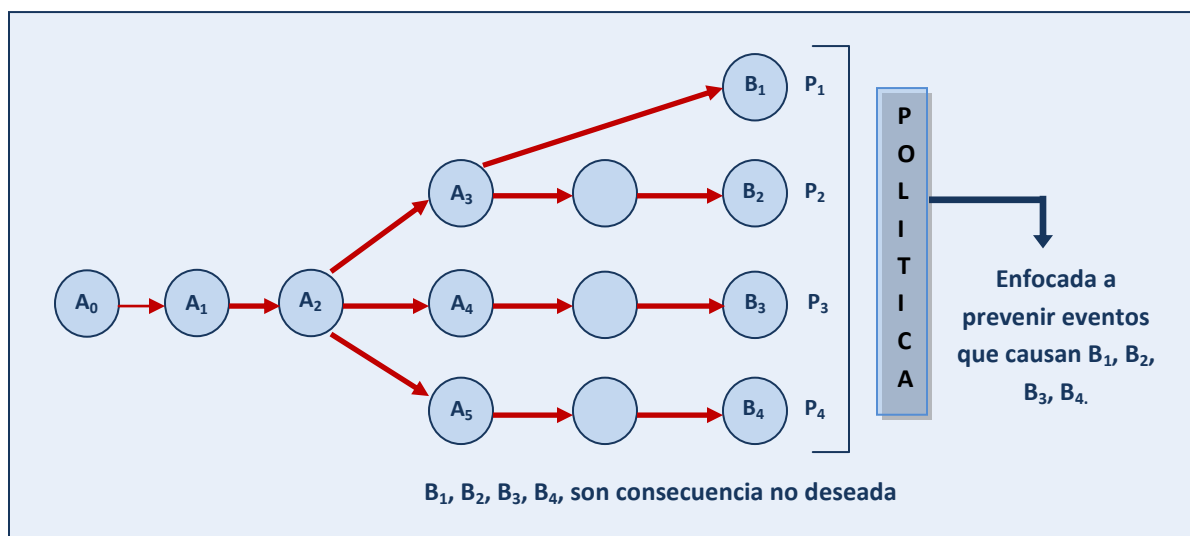 B₁ P₁
A₃ B₂ P₂
A₀ A₁ A₂ A₄ B₃ P₃
A₅ B₄ P₄
POLITICA
Enfocada a
prevenir eventos
que causan B₁, B₂,
B₃, B₄.
B₁, B₂, B₃, B₄, son consecuencia no deseada